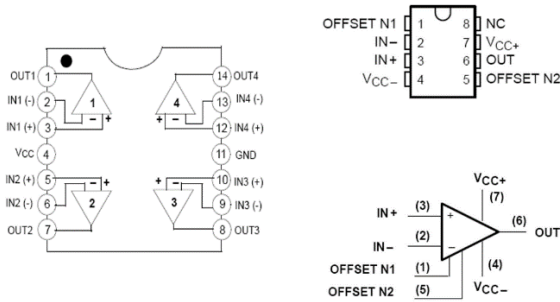 OUT1 1 14 OUT4
IN1 (-) 2 1 4 13 IN4 (-)
− + + −
IN1 (+) 3 12 IN4 (+)
VCC 4 11 GND
IN2 (+) 5 + + 10 IN3 (+)
− −
IN2 (-) 6 2 3 9 IN3 (-)
OUT2 7 8 OUT3
OFFSET N1 1 8 NC
IN− 2 7 VCC+
IN+ 3 6 OUT
VCC− 4 5 OFFSET N2
VCC+
(7)
IN+ (3) + (6) OUT
IN− (2) −
OFFSET N1 (1) (4)
OFFSET N2 (5) VCC−